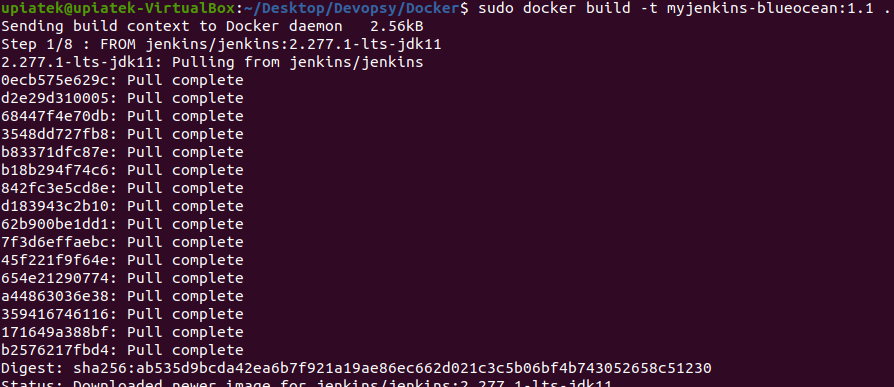 upiatek@upiatek-VirtualBox:~/Desktop/Devopsy/Docker$ sudo docker build -t myjenkins-blueocean:1.1 .
Sending build context to Docker daemon   2.56kB
Step 1/8 : FROM jenkins/jenkins:2.277.1-lts-jdk11
2.277.1-lts-jdk11: Pulling from jenkins/jenkins
0ecb575e629c: Pull complete
d2e29d310005: Pull complete
68447f4e70db: Pull complete
3548dd727fb8: Pull complete
b83371dfc87e: Pull complete
b18b294f74c6: Pull complete
842fc3e5cd8e: Pull complete
d183943c2b10: Pull complete
62b900be1dd1: Pull complete
7f3d6effaebc: Pull complete
45f221f9f64e: Pull complete
654e21290774: Pull complete
a44863036e38: Pull complete
359416746116: Pull complete
171649a388bf: Pull complete
b2576217fbd4: Pull complete
Digest: sha256:ab535d9bcda42ea6b7f921a19ae86ec662d021c3c5b06bf4b743052658c51230
Status: Downloaded newer image for jenkins/jenkins:2.277.1-lts-jdk11